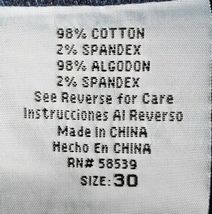 98% COTTON
2% SPANDEX
98% ALGODON
2% SPANDEX
See Reverse for Care
Instrucciones Al Reverso
Made In CHINA
Hecho En CHINA
RN# 58539
SIZE: 30